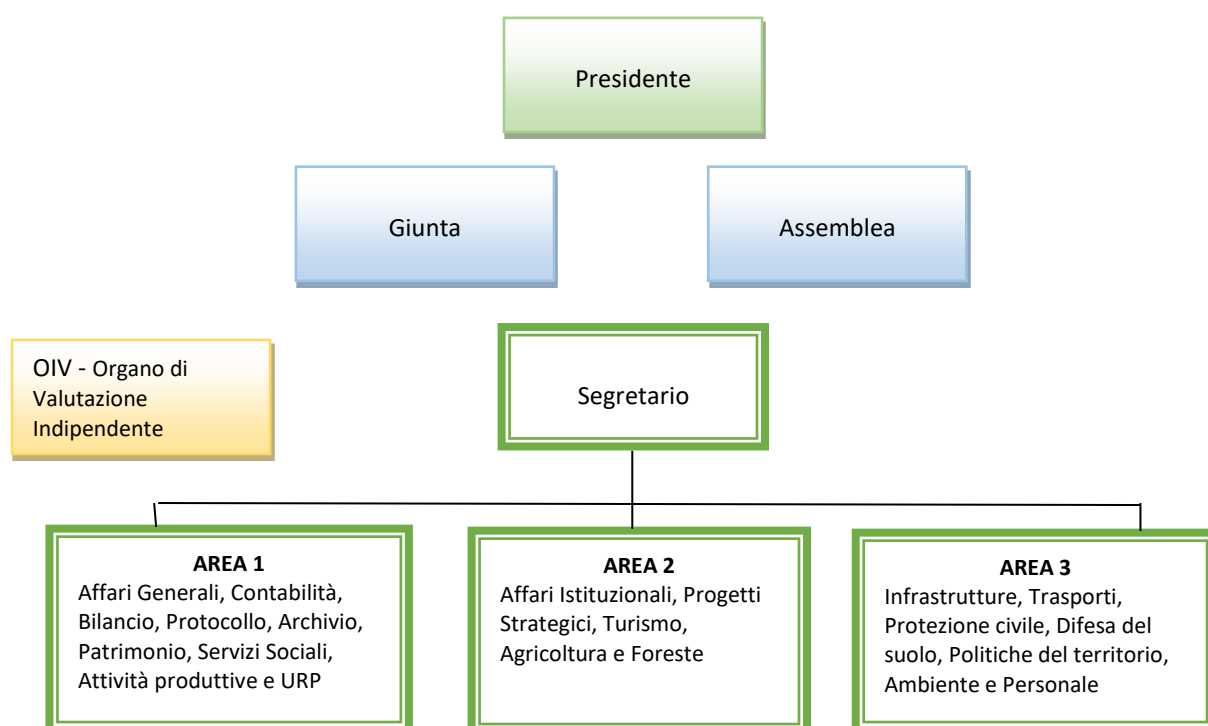 Presidente
Giunta
Assemblea
OIV - Organo di
Valutazione
Indipendente
Segretario
AREA 1
Affari Generali, Contabilità,
Bilancio, Protocollo, Archivio,
Patrimonio, Servizi Sociali,
Attività produttive e URP
AREA 2
Affari Istituzionali, Progetti
Strategici, Turismo,
Agricoltura e Foreste
AREA 3
Infrastrutture, Trasporti,
Protezione civile, Difesa del
suolo, Politiche del territorio,
Ambiente e Personale